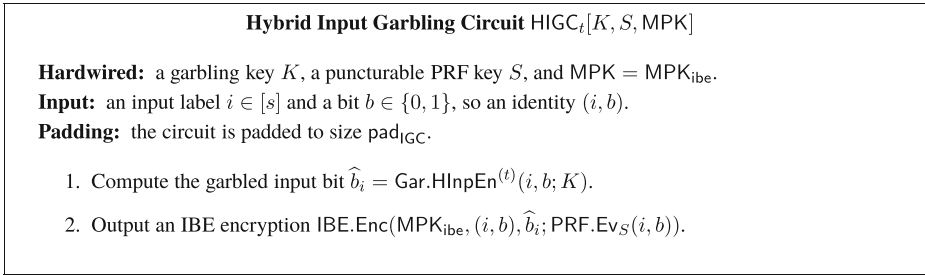 Hybrid Input Garbling Circuit HIGC_t[K, S, MPK]
Hardwired: a garbling key K, a puncturable PRF key S, and MPK = MPK_ibe.
Input: an input label i ∈ [s] and a bit b ∈ {0, 1}, so an identity (i, b).
Padding: the circuit is padded to size pad_IGC.
1. Compute the garbled input bit b̂_i = Gar.HInpEn^(t)(i, b; K).
2. Output an IBE encryption IBE.Enc(MPK_ibe, (i, b), b̂_i; PRF.Ev_S(i, b)).